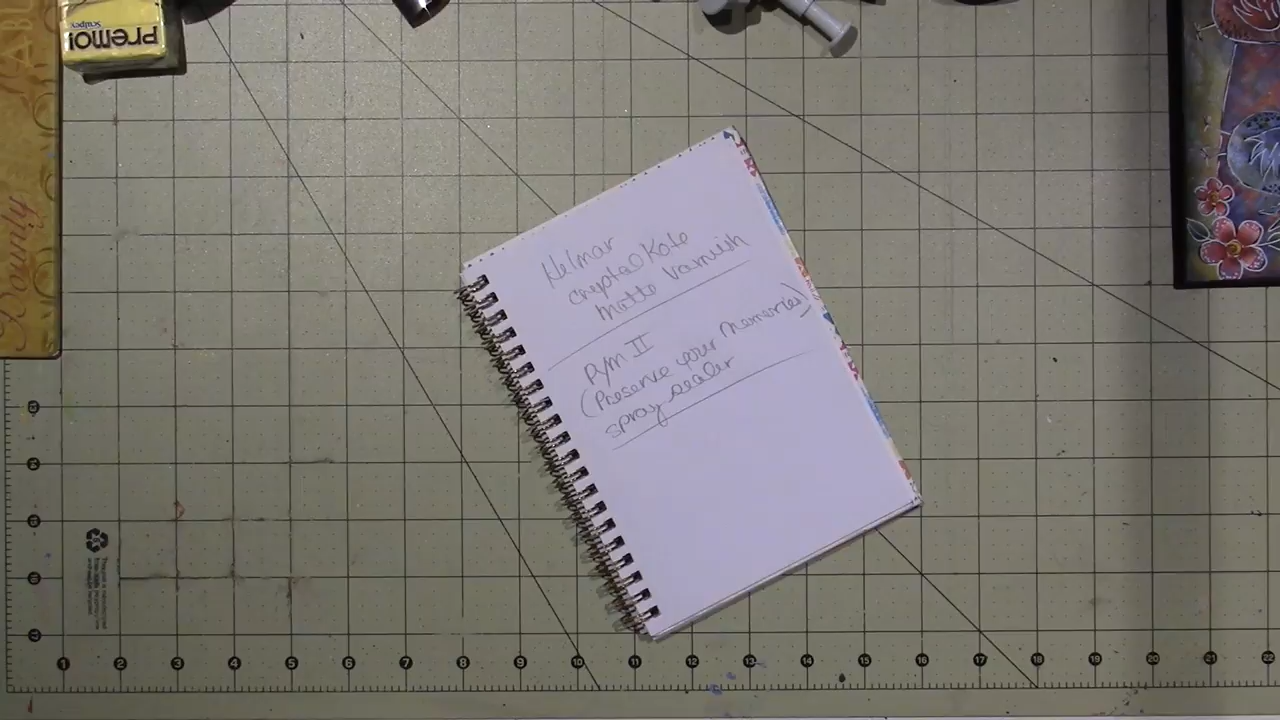 Premo!
Sculpey
Helmar
Crystal Kote
Matte Varnish
PYM II
(Preserve your Memories)
spray sealer
1 2 3 4 5 6 7 8 9 10 11 12 13 14 15 16 17 18 19 20 21 22